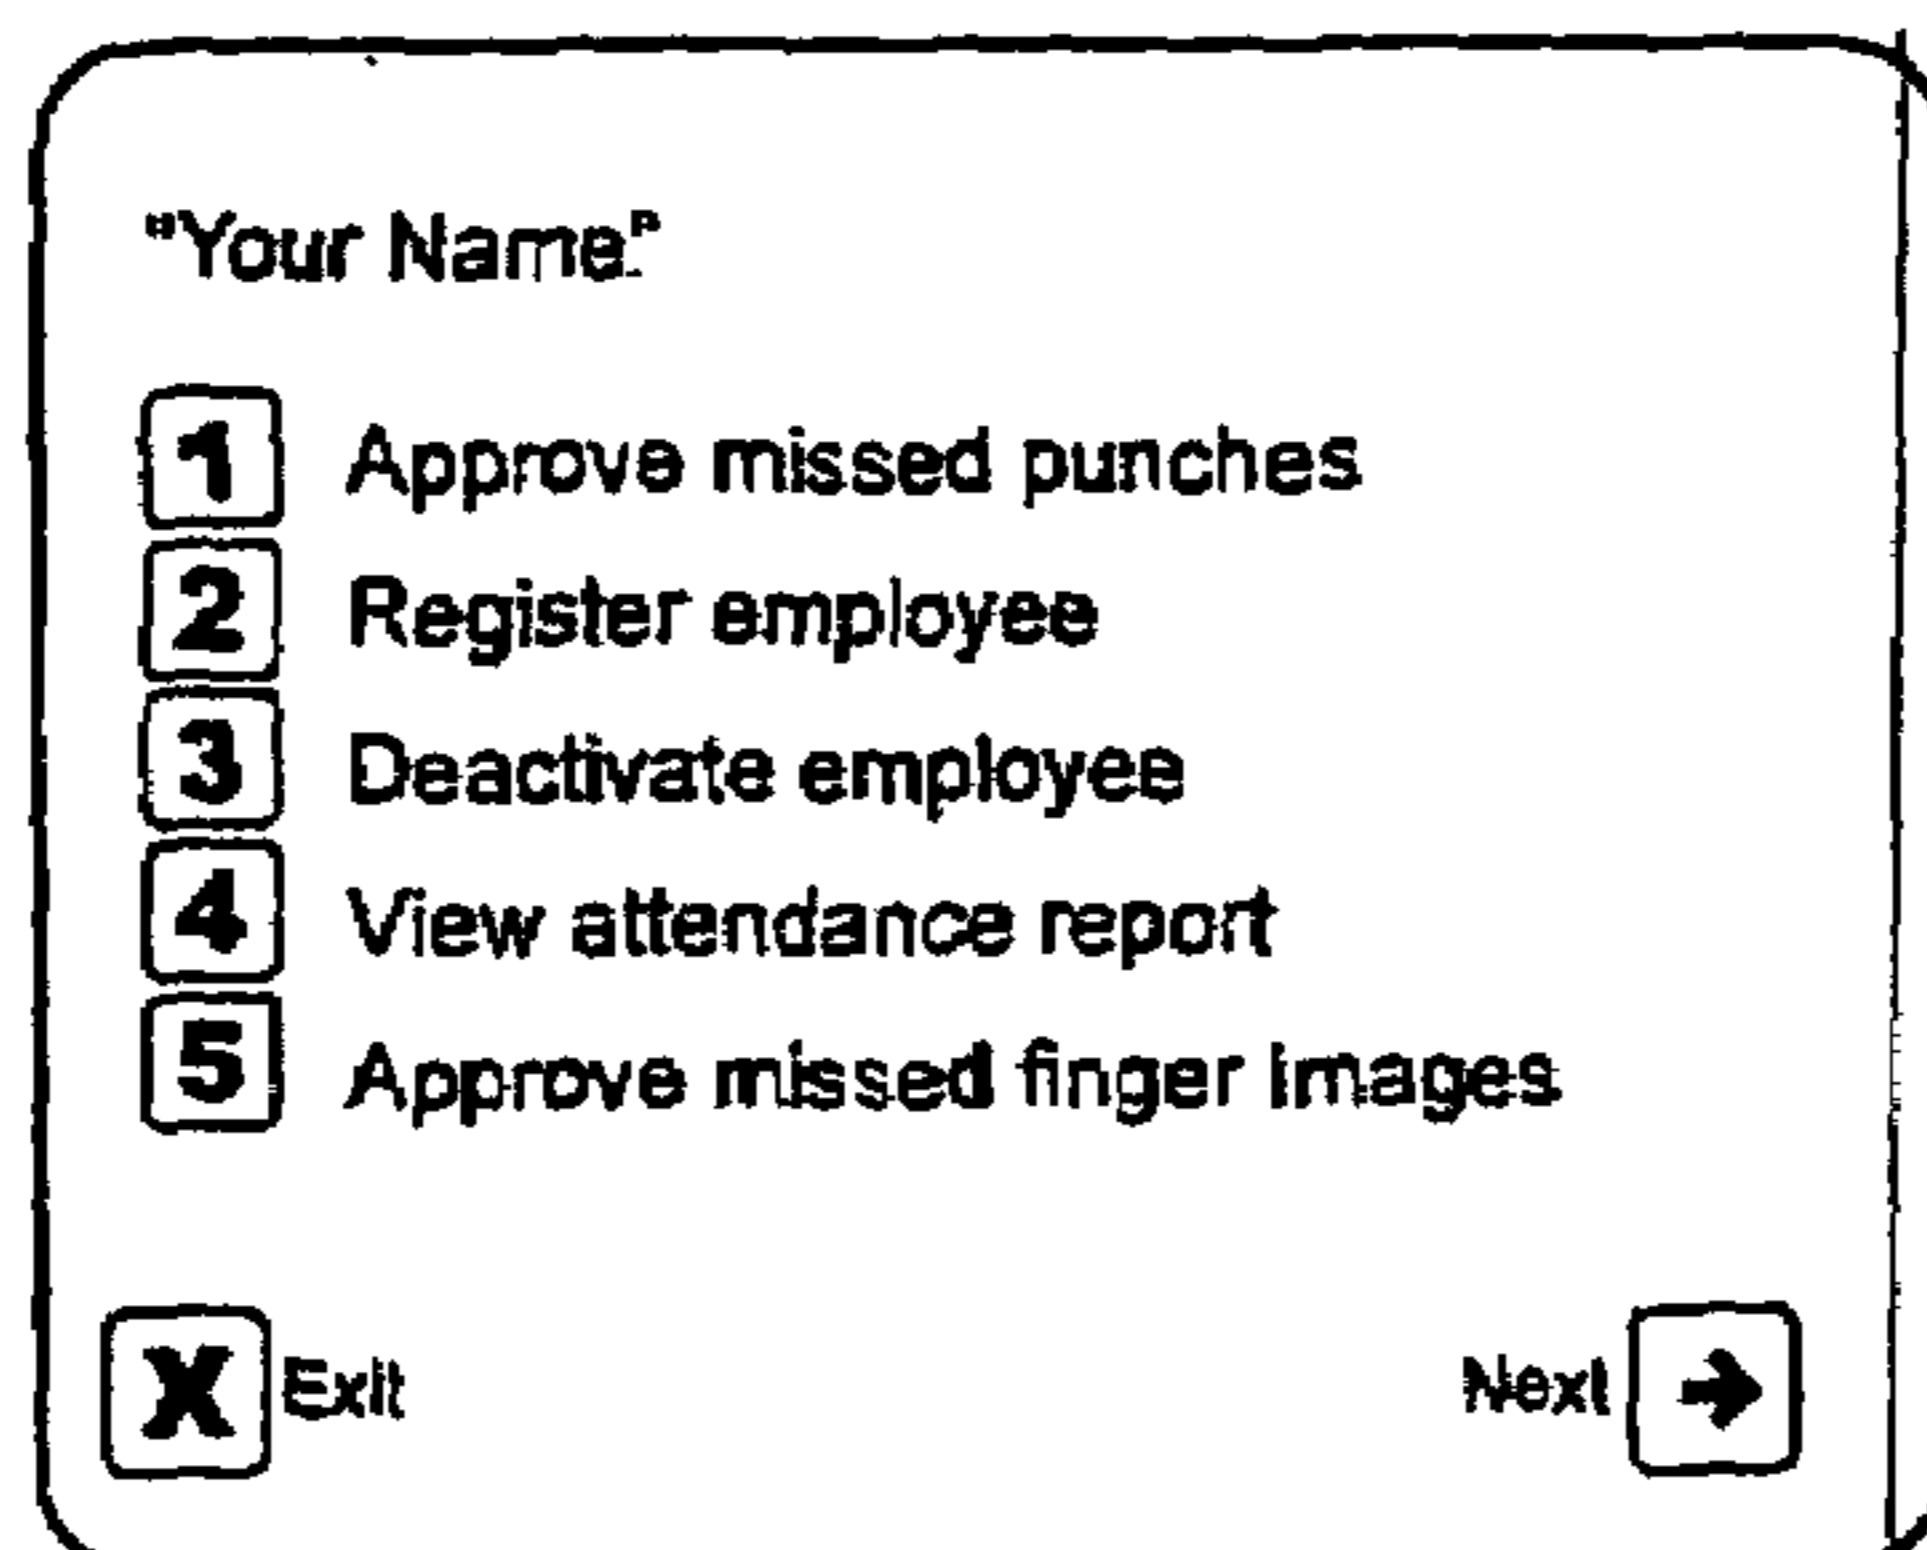 "Your Name"
1 Approve missed punches
2 Register employee
3 Deactivate employee
4 View attendance report
5 Approve missed finger images
X Exit
Next